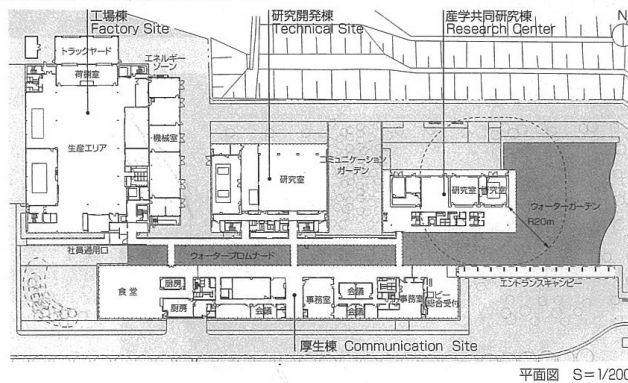 工場棟
Factory Site
研究開発棟
Technical Site
産学共同研究棟
Research Center
N
トラックヤード
荷捌室
エネルギー
ゾーン
生産エリア
機械室
研究室
コミュニケーション
ガーデン
研究室
研究室
ウォーターガーデン
R20m
社員通用口
ウォータープロムナード
エントランスキャノピー
食堂
厨房
厨房
会議
事務室
会議
会議
事務室
ロビー
総合受付
厚生棟 Communication Site
平面図 S=1/200